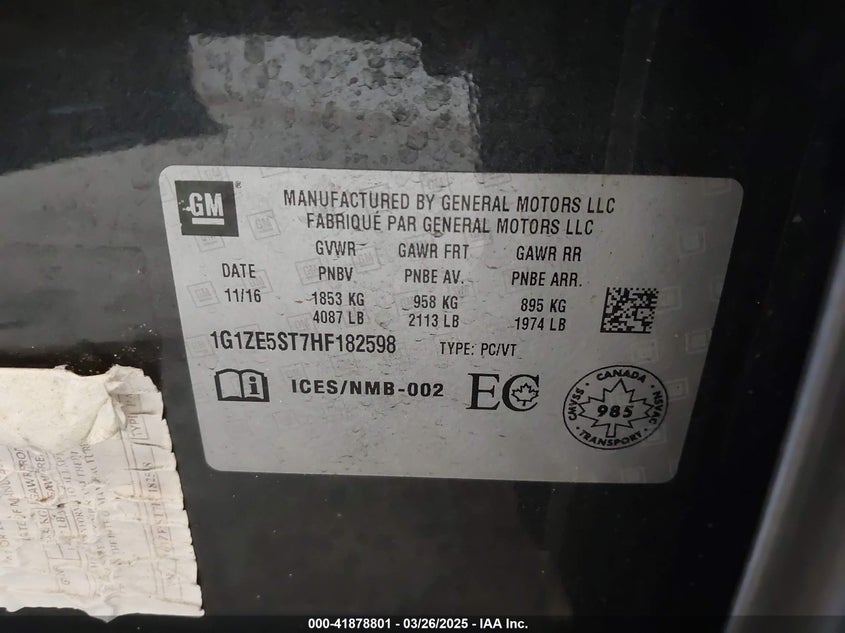 GM
MANUFACTURED BY GENERAL MOTORS LLC
FABRIQUÉ PAR GENERAL MOTORS LLC
GVWR GAWR FRT GAWR RR
DATE PNBV PNBE AV. PNBE ARR.
11/16 1853 KG 958 KG 895 KG
4087 LB 2113 LB 1974 LB
1G1ZE5ST7HF182598 TYPE: PC/VT
i ICES/NMB-002 EC
CANADA
CMVSS 985 NSVAC
TRANSPORT
000-41878801 - 03/26/2025 - IAA Inc.